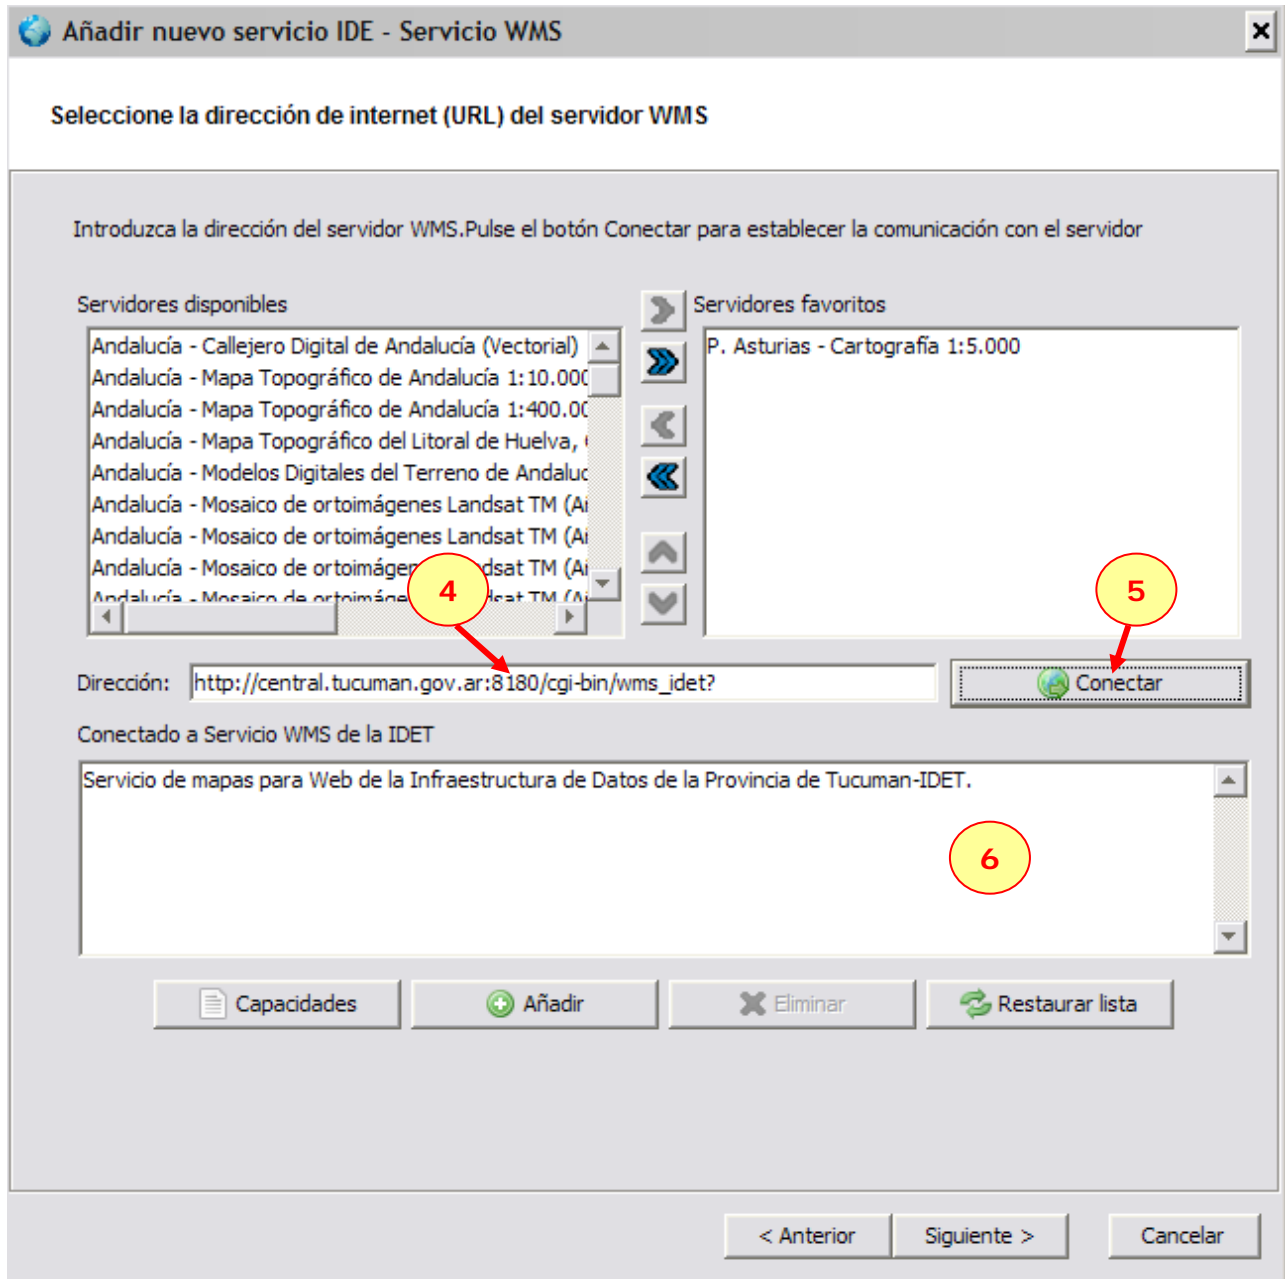 Añadir nuevo servicio IDE - Servicio WMS
Seleccione la dirección de internet (URL) del servidor WMS
Introduzca la dirección del servidor WMS.Pulse el botón Conectar para establecer la comunicación con el servidor
Servidores disponibles
Andalucía - Callejero Digital de Andalucía (Vectorial)
Andalucía - Mapa Topográfico de Andalucía 1:10.000
Andalucía - Mapa Topográfico de Andalucía 1:400.00
Andalucía - Mapa Topográfico del Litoral de Huelva,
Andalucía - Modelos Digitales del Terreno de Andaluc
Andalucía - Mosaico de ortoimágenes Landsat TM (A
Andalucía - Mosaico de ortoimágenes Landsat TM (A
Andalucía - Mosaico de ortoimágen dsat TM (A
Andalucía - Mosaico de ortoimáge dsat TM (A
Servidores favoritos
P. Asturias - Cartografía 1:5.000
4
5
Dirección: http://central.tucuman.gov.ar:8180/cgi-bin/wms_idet?
Conectar
Conectado a Servicio WMS de la IDET
Servicio de mapas para Web de la Infraestructura de Datos de la Provincia de Tucuman-IDET.
6
Capacidades Añadir Eliminar Restaurar lista
< Anterior Siguiente > Cancelar